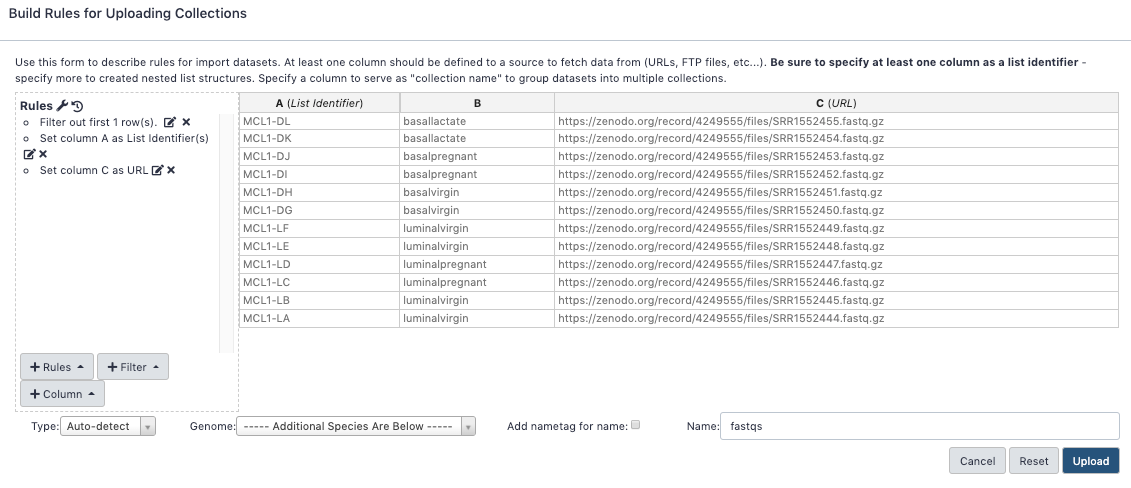 Build Rules for Uploading Collections
Use this form to describe rules for import datasets. At least one column should be defined to a source to fetch data from (URLs, FTP files, etc...). Be sure to specify at least one column as a list identifier -
specify more to created nested list structures. Specify a column to serve as "collection name" to group datasets into multiple collections.
Rules
Filter out first 1 row(s).
Set column A as List Identifier(s)
Set column C as URL
+ Rules
+ Filter
+ Column
A (List Identifier) B C (URL)
MCL1-DL basallactate https://zenodo.org/record/4249555/files/SRR1552455.fastq.gz
MCL1-DK basallactate https://zenodo.org/record/4249555/files/SRR1552454.fastq.gz
MCL1-DJ basalpregnant https://zenodo.org/record/4249555/files/SRR1552453.fastq.gz
MCL1-DI basalpregnant https://zenodo.org/record/4249555/files/SRR1552452.fastq.gz
MCL1-DH basalvirgin https://zenodo.org/record/4249555/files/SRR1552451.fastq.gz
MCL1-DG basalvirgin https://zenodo.org/record/4249555/files/SRR1552450.fastq.gz
MCL1-LF luminalvirgin https://zenodo.org/record/4249555/files/SRR1552449.fastq.gz
MCL1-LE luminalvirgin https://zenodo.org/record/4249555/files/SRR1552448.fastq.gz
MCL1-LD luminalpregnant https://zenodo.org/record/4249555/files/SRR1552447.fastq.gz
MCL1-LC luminalpregnant https://zenodo.org/record/4249555/files/SRR1552446.fastq.gz
MCL1-LB luminalvirgin https://zenodo.org/record/4249555/files/SRR1552445.fastq.gz
MCL1-LA luminalvirgin https://zenodo.org/record/4249555/files/SRR1552444.fastq.gz
Type: Auto-detect Genome: ----- Additional Species Are Below ----- Add nametag for name: Name: fastqs
Cancel Reset Upload